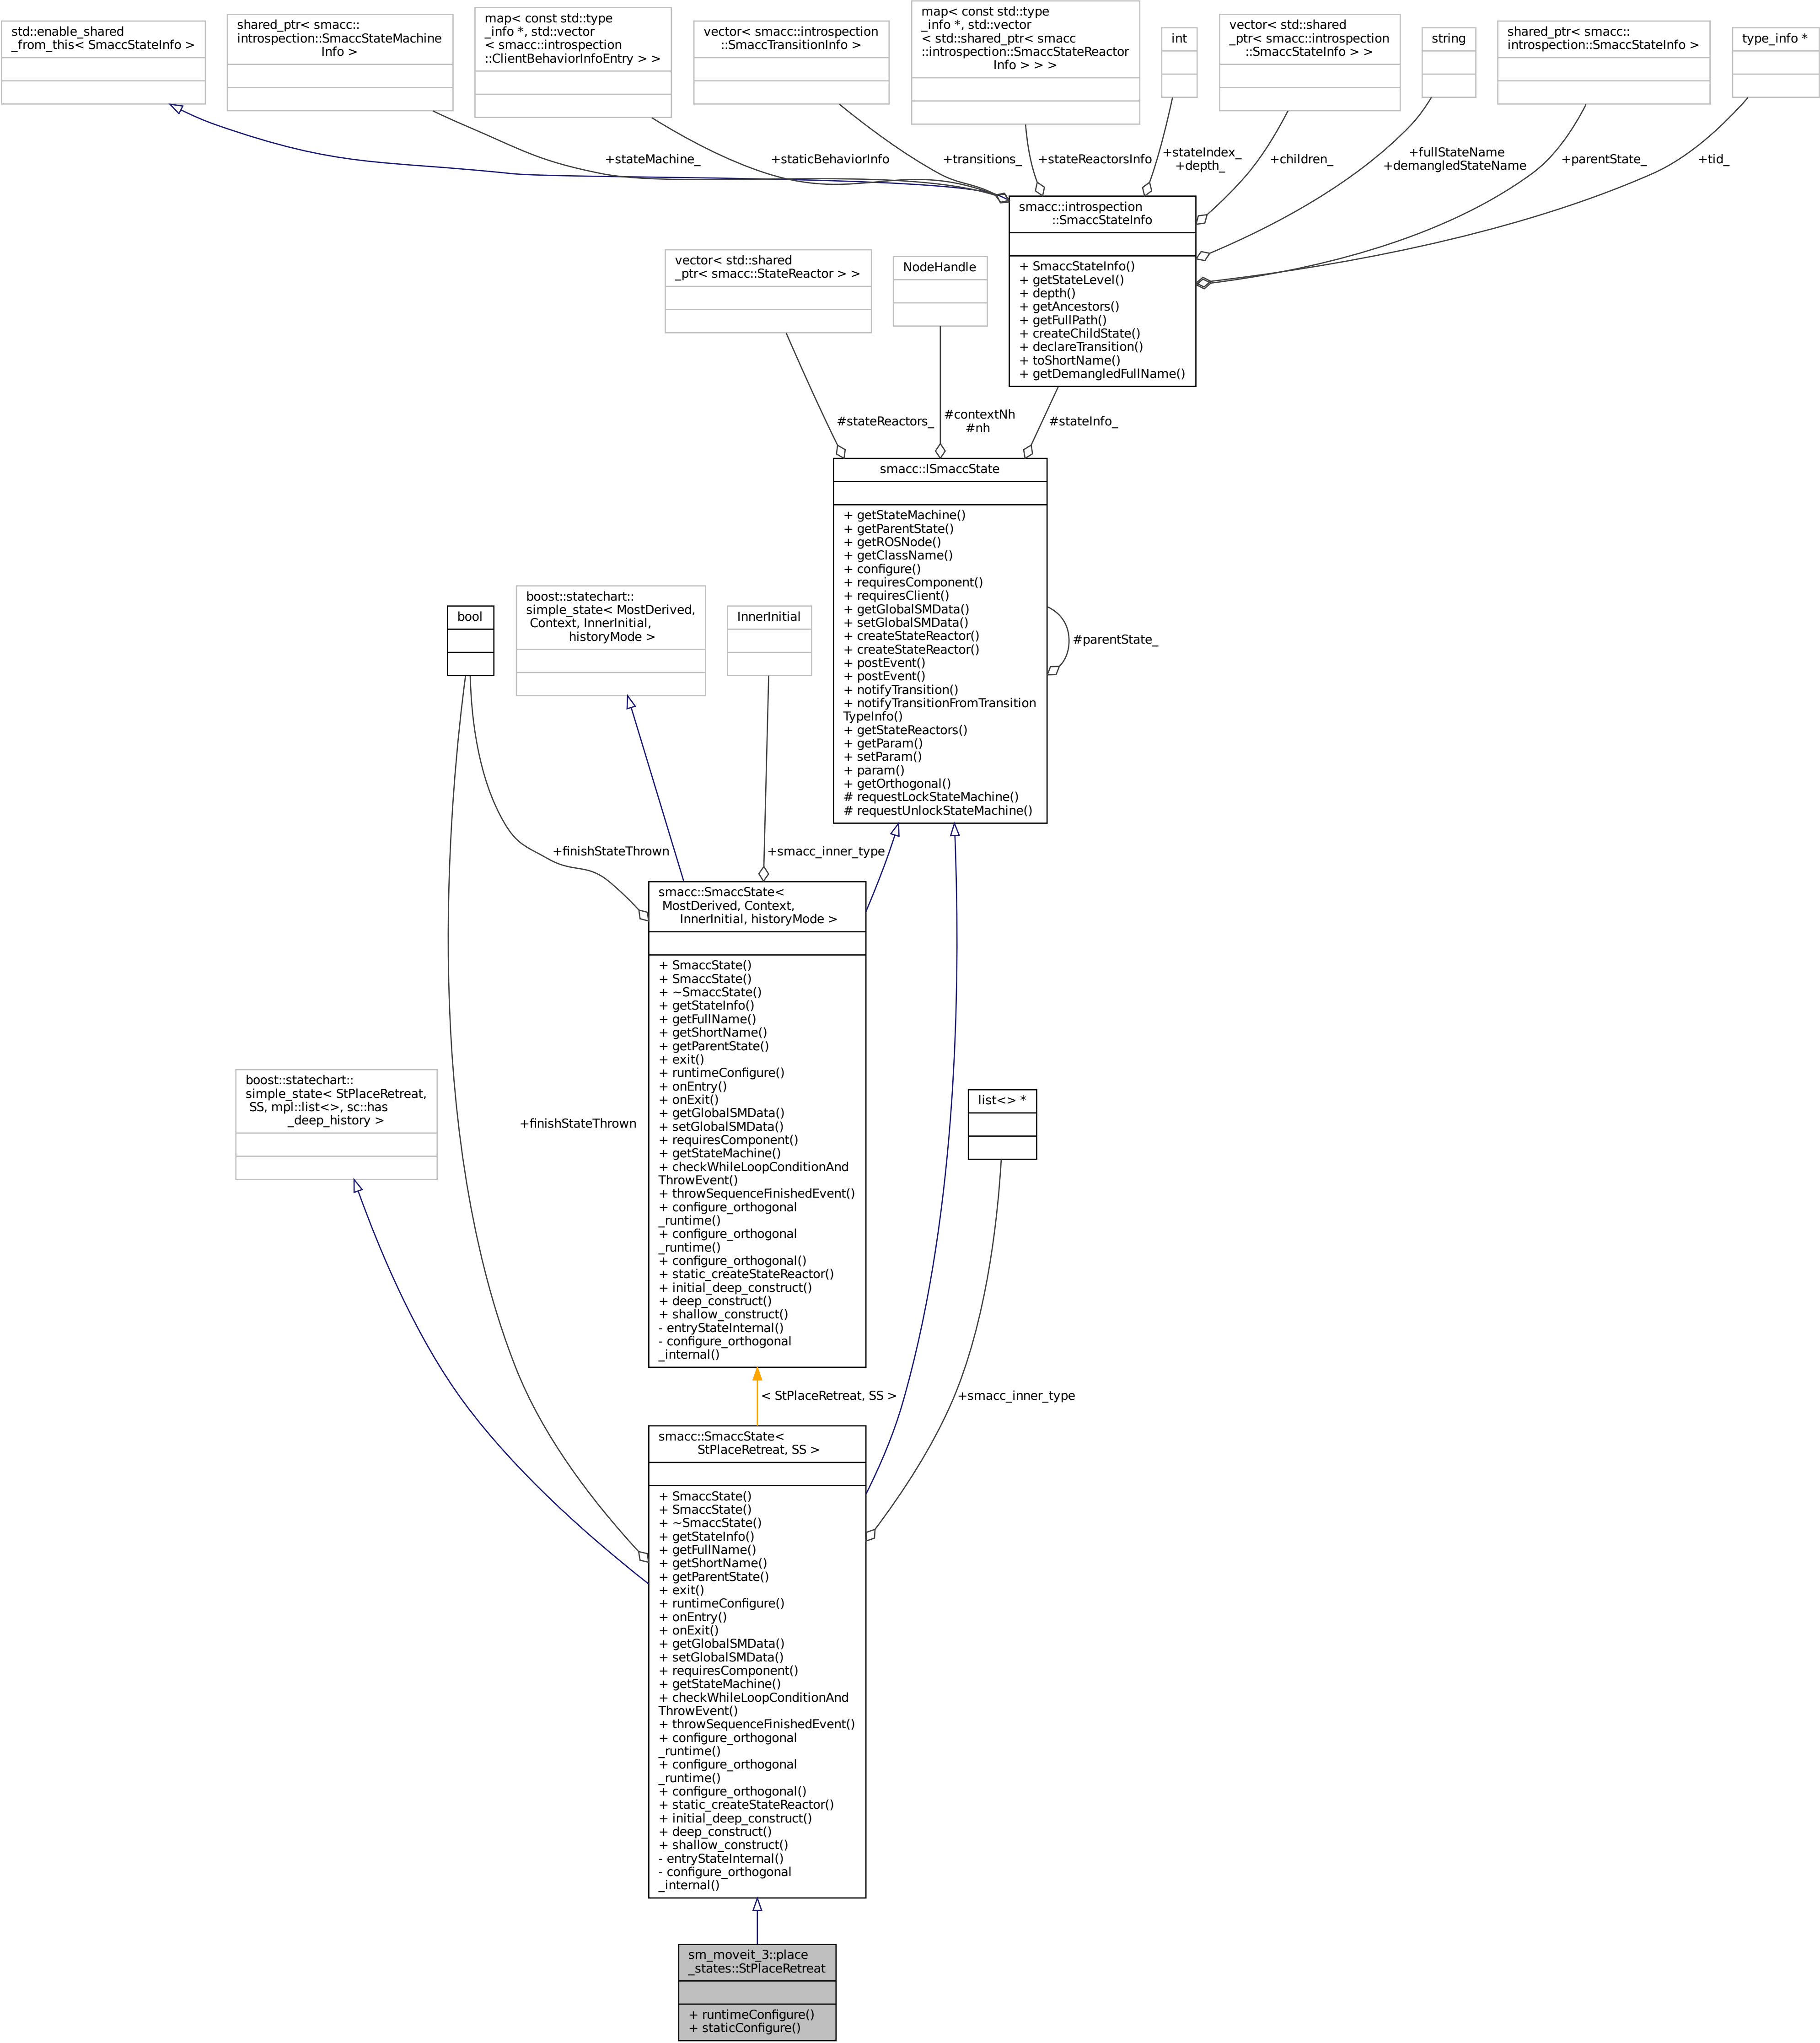 std::enable_shared
_from_this< SmaccStateInfo >
shared_ptr< smacc::
introspection::SmaccStateMachine
Info >
map< const std::type
_info *, std::vector
< smacc::introspection
::ClientBehaviorInfoEntry > >
vector< smacc::introspection
::SmaccTransitionInfo >
map< const std::type
_info *, std::vector
< std::shared_ptr< smacc
::introspection::SmaccStateReactor
Info > > >
int
vector< std::shared
_ptr< smacc::introspection
::SmaccStateInfo > >
string
shared_ptr< smacc::
introspection::SmaccStateInfo >
type_info *
+stateMachine_
+staticBehaviorInfo
+transitions_
+stateReactorsInfo
+stateIndex_
+depth_
+children_
+fullStateName
+demangledStateName
+parentState_
+tid_
smacc::introspection
::SmaccStateInfo
+ SmaccStateInfo()
+ getStateLevel()
+ depth()
+ getAncestors()
+ getFullPath()
+ createChildState()
+ declareTransition()
+ toShortName()
+ getDemangledFullName()
vector< std::shared
_ptr< smacc::StateReactor > >
NodeHandle
#stateReactors_
#contextNh
#nh
#stateInfo_
smacc::ISmaccState
+ getStateMachine()
+ getParentState()
+ getROSNode()
+ getClassName()
+ configure()
+ requiresComponent()
+ requiresClient()
+ getGlobalSMData()
+ setGlobalSMData()
+ createStateReactor()
+ createStateReactor()
+ postEvent()
+ postEvent()
+ notifyTransition()
+ notifyTransitionFromTransition
TypeInfo()
+ getStateReactors()
+ getParam()
+ setParam()
+ param()
+ getOrthogonal()
# requestLockStateMachine()
# requestUnlockStateMachine()
#parentState_
bool
boost::statechart::
simple_state< MostDerived,
Context, InnerInitial,
historyMode >
InnerInitial
+finishStateThrown
+smacc_inner_type
smacc::SmaccState<
MostDerived, Context,
InnerInitial, historyMode >
+ SmaccState()
+ SmaccState()
+ ~SmaccState()
+ getStateInfo()
+ getFullName()
+ getShortName()
+ getParentState()
+ exit()
+ runtimeConfigure()
+ onEntry()
+ onExit()
+ getGlobalSMData()
+ setGlobalSMData()
+ requiresComponent()
+ getStateMachine()
+ checkWhileLoopConditionAnd
ThrowEvent()
+ throwSequenceFinishedEvent()
+ configure_orthogonal
_runtime()
+ configure_orthogonal
_runtime()
+ configure_orthogonal()
+ static_createStateReactor()
+ initial_deep_construct()
+ deep_construct()
+ shallow_construct()
- entryStateInternal()
- configure_orthogonal
_internal()
boost::statechart::
simple_state< StPlaceRetreat,
SS, mpl::list<>, sc::has
_deep_history >
+finishStateThrown
list<> *
< StPlaceRetreat, SS >
+smacc_inner_type
smacc::SmaccState<
StPlaceRetreat, SS >
+ SmaccState()
+ SmaccState()
+ ~SmaccState()
+ getStateInfo()
+ getFullName()
+ getShortName()
+ getParentState()
+ exit()
+ runtimeConfigure()
+ onEntry()
+ onExit()
+ getGlobalSMData()
+ setGlobalSMData()
+ requiresComponent()
+ getStateMachine()
+ checkWhileLoopConditionAnd
ThrowEvent()
+ throwSequenceFinishedEvent()
+ configure_orthogonal
_runtime()
+ configure_orthogonal
_runtime()
+ configure_orthogonal()
+ static_createStateReactor()
+ initial_deep_construct()
+ deep_construct()
+ shallow_construct()
- entryStateInternal()
- configure_orthogonal
_internal()
sm_moveit_3::place
_states::StPlaceRetreat
+ runtimeConfigure()
+ staticConfigure()